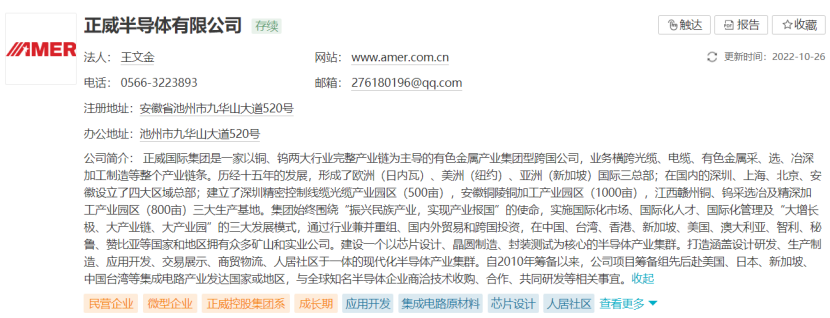 AMER
正威半导体有限公司 存续
触达 报告 收藏
法人： 王文金 网站： www.amer.com.cn 更新时间：2022-10-26
电话： 0566-3223893 邮箱： 276180196@qq.com
注册地址： 安徽省池州市九华山大道520号
办公地址： 池州市九华山大道520号
公司简介： 正威国际集团是一家以铜、钨两大行业完整产业链为主导的有色金属产业集团型跨国公司，业务横跨光缆、电缆、有色金属采、选、冶深
加工制造等整个产业链条。历经十五年的发展，形成了欧洲（日内瓦）、美洲（纽约）、亚洲（新加坡）国际三总部；在国内的深圳、上海、北京、安
徽设立了四大区域总部；建立了深圳精密控制线缆光缆产业园区（500亩），安徽铜陵铜加工产业园区（1000亩），江西赣州铜、钨采选冶及精深加
工产业园区（800亩）三大生产基地。集团始终围绕“振兴民族产业，实现产业报国”的使命，实施国际化市场、国际化人才、国际化管理及“大增长
极、大产业链、大产业园”的三大发展模式，通过行业兼并重组、国内外贸易和跨国投资，在中国、台湾、香港、新加坡、美国、澳大利亚、智利、秘
鲁、赞比亚等国家和地区拥有众多矿山和实业公司。建设一个以芯片设计、晶圆制造、封装测试为核心的半导体产业集群。打造涵盖设计研发、生产制
造、应用开发、交易展示、商贸物流、人居社区于一体的现代化半导体产业集群。自2010年筹备以来，公司项目筹备组先后赴美国、日本、新加坡、
中国台湾等集成电路产业发达国家或地区，与全球知名半导体企业商洽技术收购、合作、共同研发等相关事宜。收起
民营企业 微型企业 正威控股集团系 成长期 应用开发 集成电路原材料 芯片设计 人居社区 查看更多